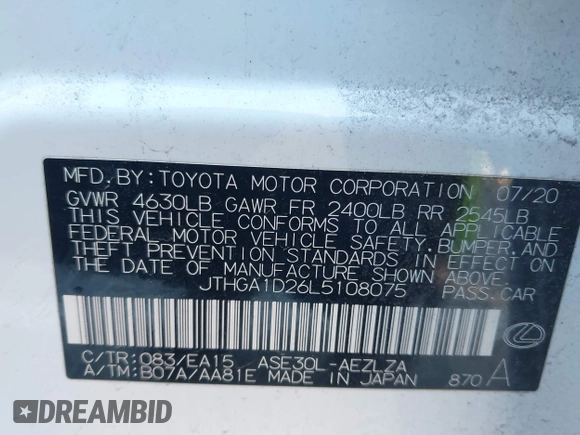 MFD. BY: TOYOTA MOTOR CORPORATION 07/20
GVWR 4630LB GAWR FR 2400LB RR 2545LB
THIS VEHICLE CONFORMS TO ALL APPLICABLE
FEDERAL MOTOR VEHICLE SAFETY, BUMPER, AND
THEFT PREVENTION STANDARDS IN EFFECT ON
THE DATE OF MANUFACTURE SHOWN ABOVE.
JTHGA1D26L5108075 PASS. CAR
C/TR: 083/EA15 ASE30L-AEZLZA
A/TM: B07A/AA81E MADE IN JAPAN 870 A
DREAMBID